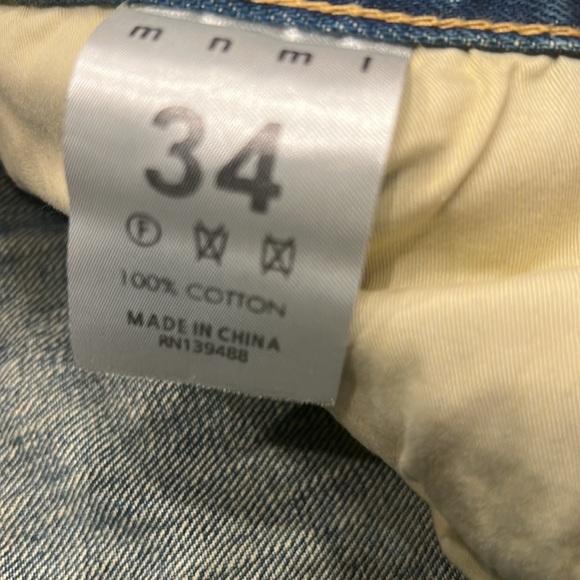 mnml
34
F
100% COTTON
MADE IN CHINA
RN139488